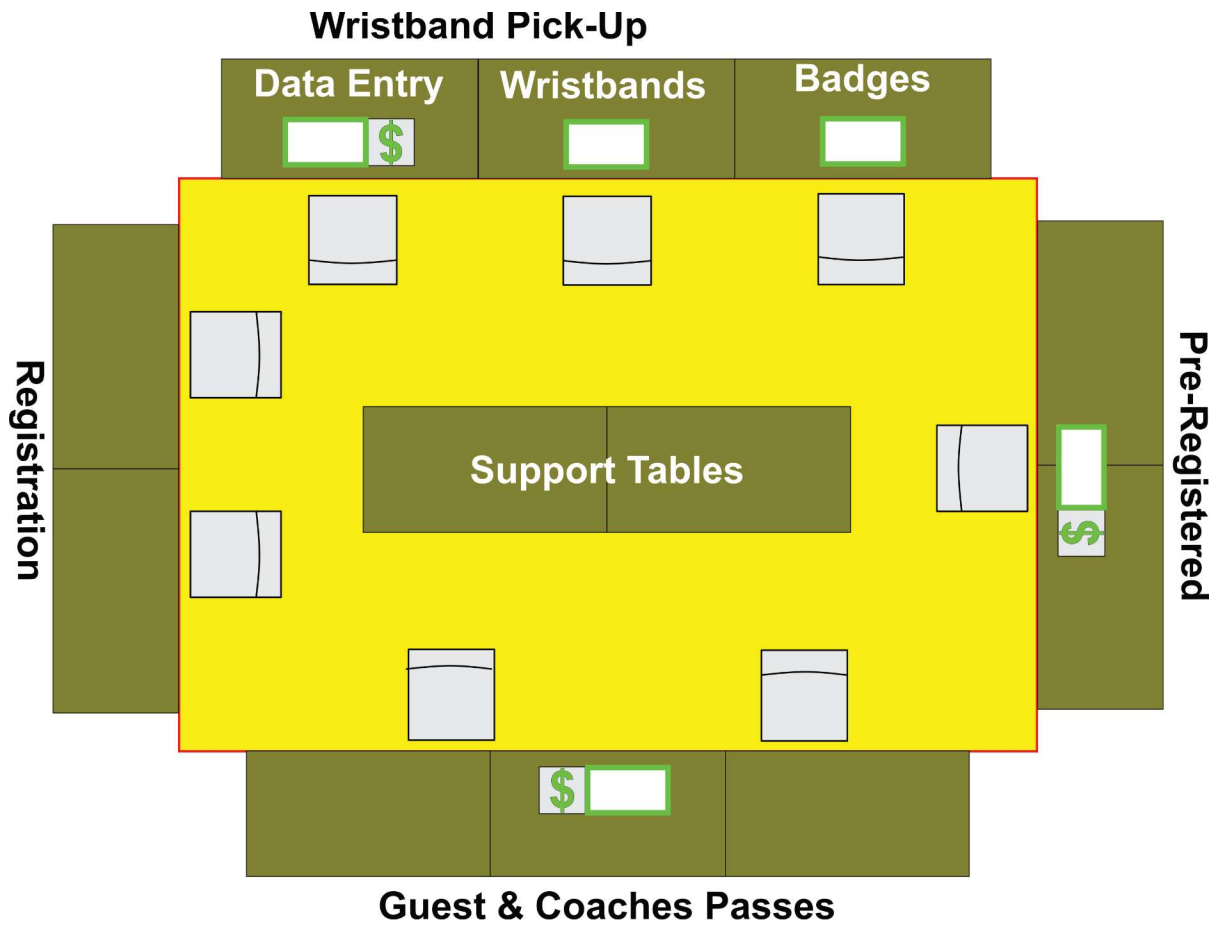 Wristband Pick-Up
Data Entry
Wristbands
Badges
$
Registration
Support Tables
Pre-Registered
$
$
Guest & Coaches Passes